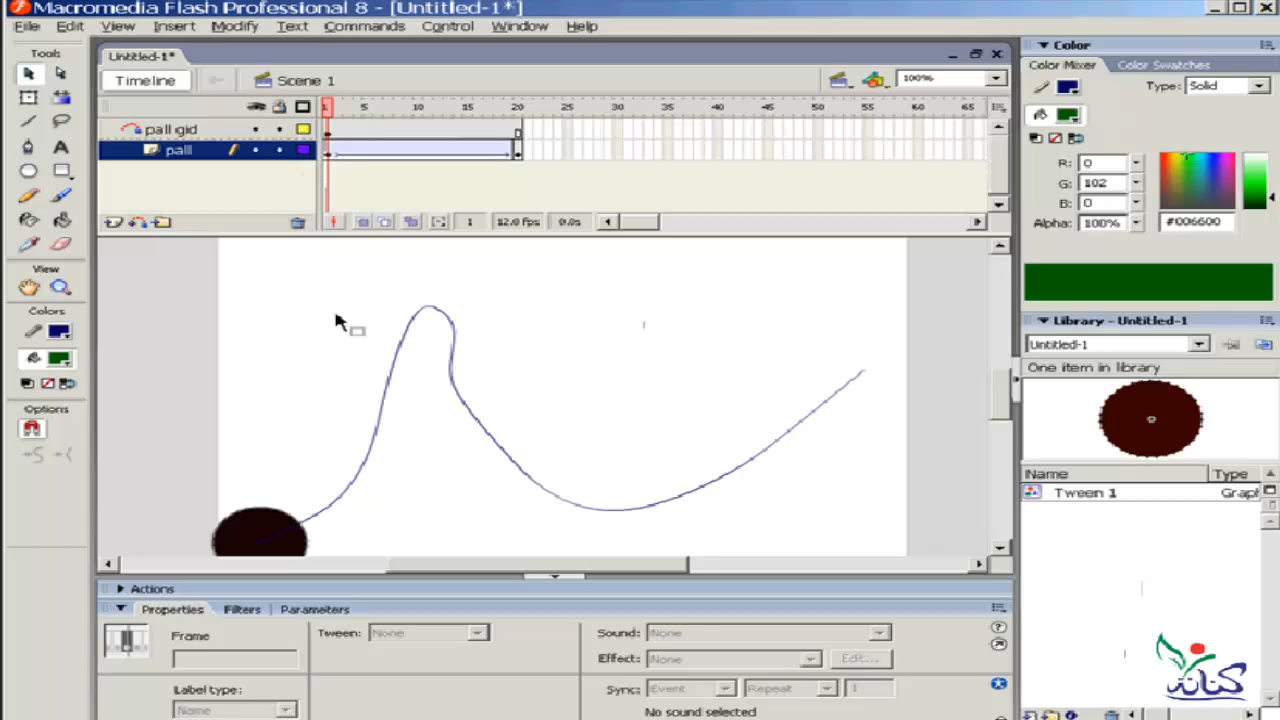 Macromedia Flash Professional 8 - [Untitled-1*]
File Edit View Insert Modify Text Commands Control Window Help
Tools
Untitled-1*
Timeline
Scene 1
100%
1 5 10 15 20 25 30 35 40 45 50 55 60 65
pall gid
pall
1 12.0 fps 0.0s
View
Colors
Options
Color
Color Mixer Color Swatches
Type: Solid
R: 0
G: 102
B: 0
Alpha: 100% #006600
Library - Untitled-1
Untitled-1
One item in library
Name Type
Tween 1 Graph
Actions
Properties Filters Parameters
Frame
Tween: None
Sound: None
Effect: None Edit...
Label type:
Name
Sync: Event Repeat 1
No sound selected
كنانة